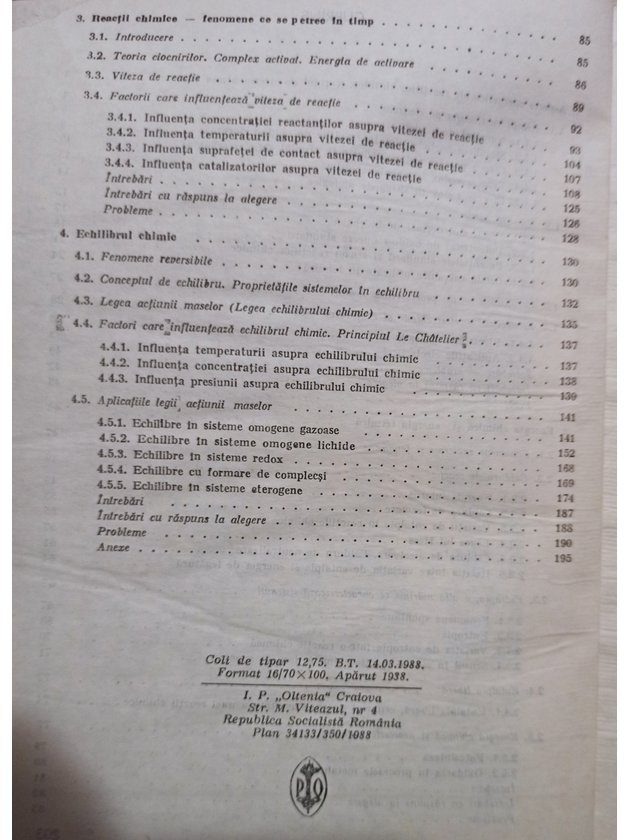 3. Reacții chimice — fenomene ce se petrec în timp 85
3.1. Introducere 85
3.2. Teoria ciocnirilor. Complex activat. Energia de activare 86
3.3. Viteza de reacție 89
3.4. Factorii care influențează viteza de reacție 92
3.4.1. Influența concentrației reactanților asupra vitezei de reacție 93
3.4.2. Influența temperaturii asupra vitezei de reacție 104
3.4.3. Influența suprafeței de contact asupra vitezei de reacție 107
3.4.4. Influența catalizatorilor asupra vitezei de reacție 108
Întrebări 125
Întrebări cu răspuns la alegere 126
Probleme 128
4. Echilibrul chimic 130
4.1. Fenomene reversibile 130
4.2. Conceptul de echilibru. Proprietățile sistemelor în echilibru 132
4.3. Legea acțiunii maselor (Legea echilibrului chimic) 135
4.4. Factori care influențează echilibrul chimic. Principiul Le Châtelier 137
4.4.1. Influența temperaturii asupra echilibrului chimic 137
4.4.2. Influența concentrației asupra echilibrului chimic 138
4.4.3. Influența presiunii asupra echilibrului chimic 139
4.5. Aplicațiile legii acțiunii maselor 141
4.5.1. Echilibre în sisteme omogene gazoase 141
4.5.2. Echilibre în sisteme omogene lichide 152
4.5.3. Echilibre în sisteme redox 168
4.5.4. Echilibre cu formare de complecși 169
4.5.5. Echilibre în sisteme eterogene 174
Întrebări 187
Întrebări cu răspuns la alegere 188
Probleme 190
Anexe 195
Coli de tipar 12,75. B.T. 14.03.1988.
Format 16/70×100. Apărut 1988.
I. P. „Oltenia“ Craiova
Str. M. Viteazul, nr 4
Republica Socialistă România
Plan 34133/350/1988